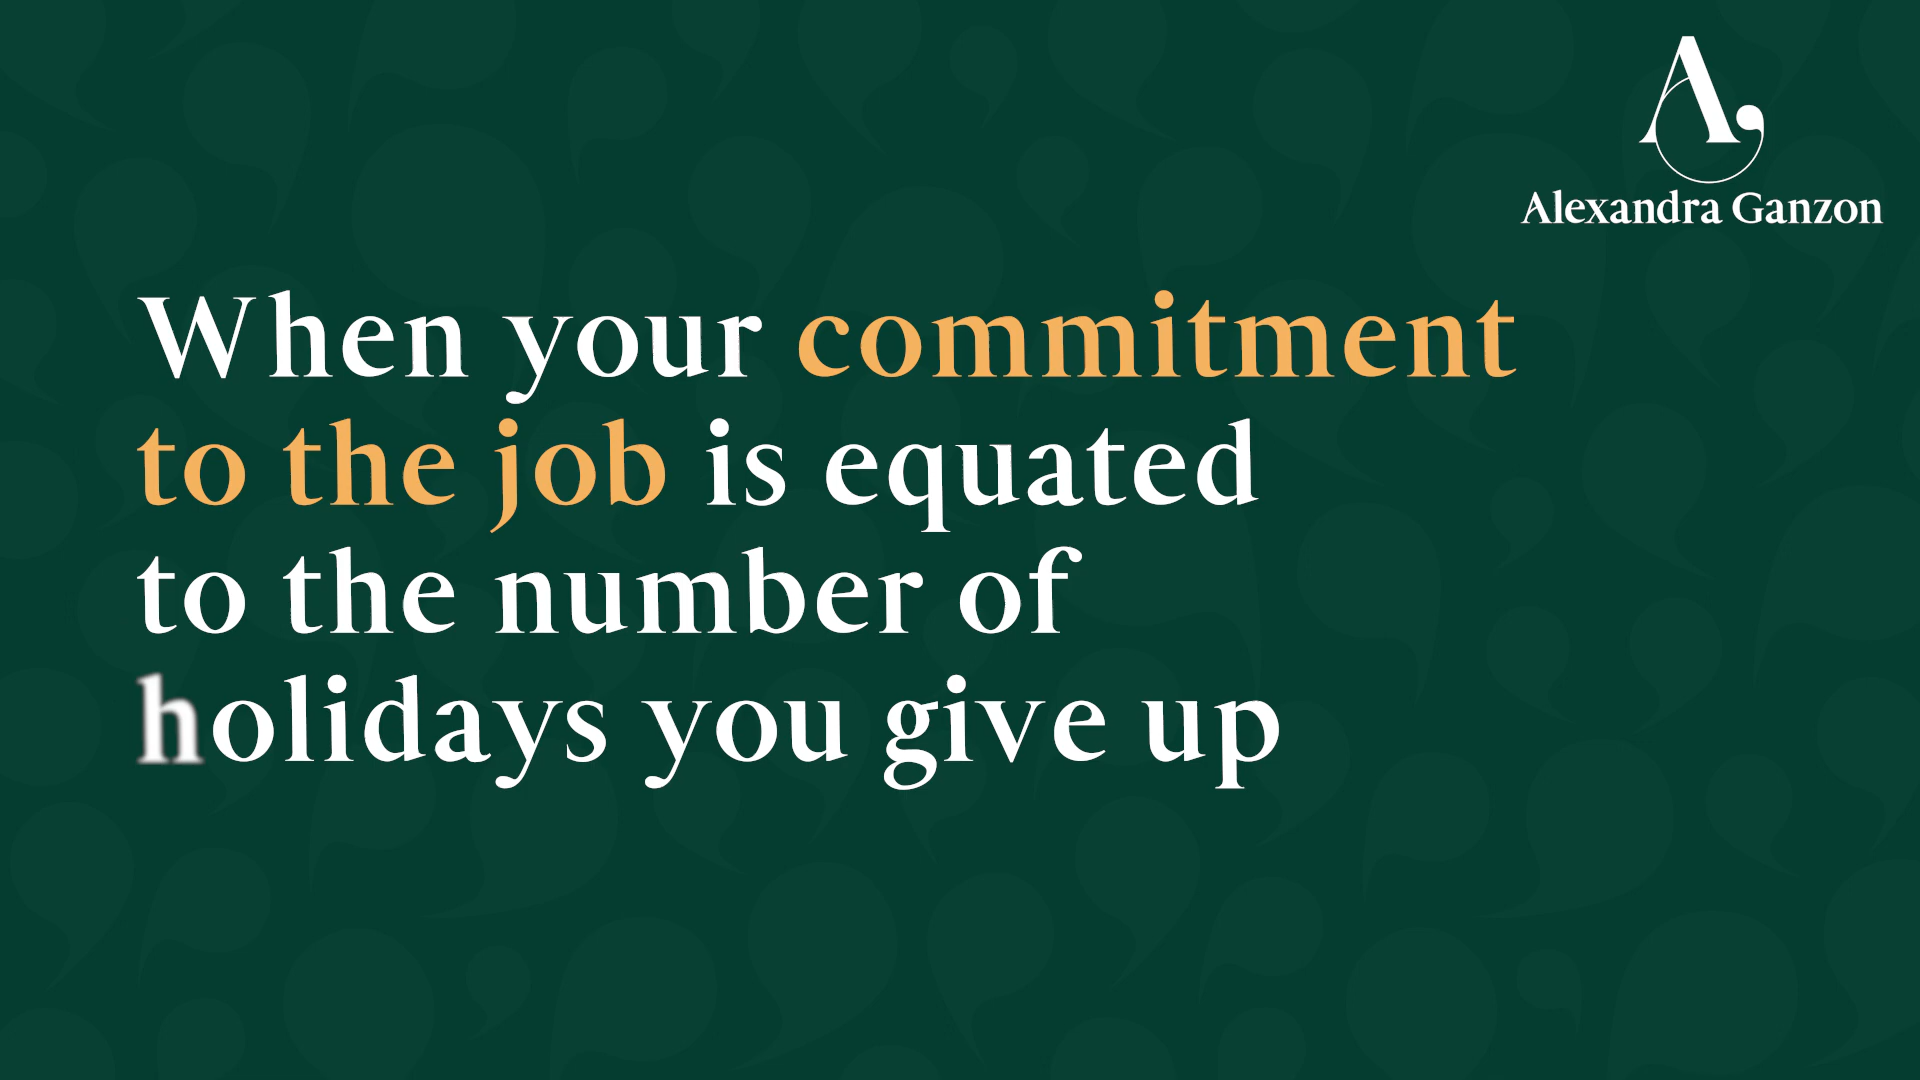 A,
Alexandra Ganzon
When your commitment
to the job is equated
to the number of
holidays you give up